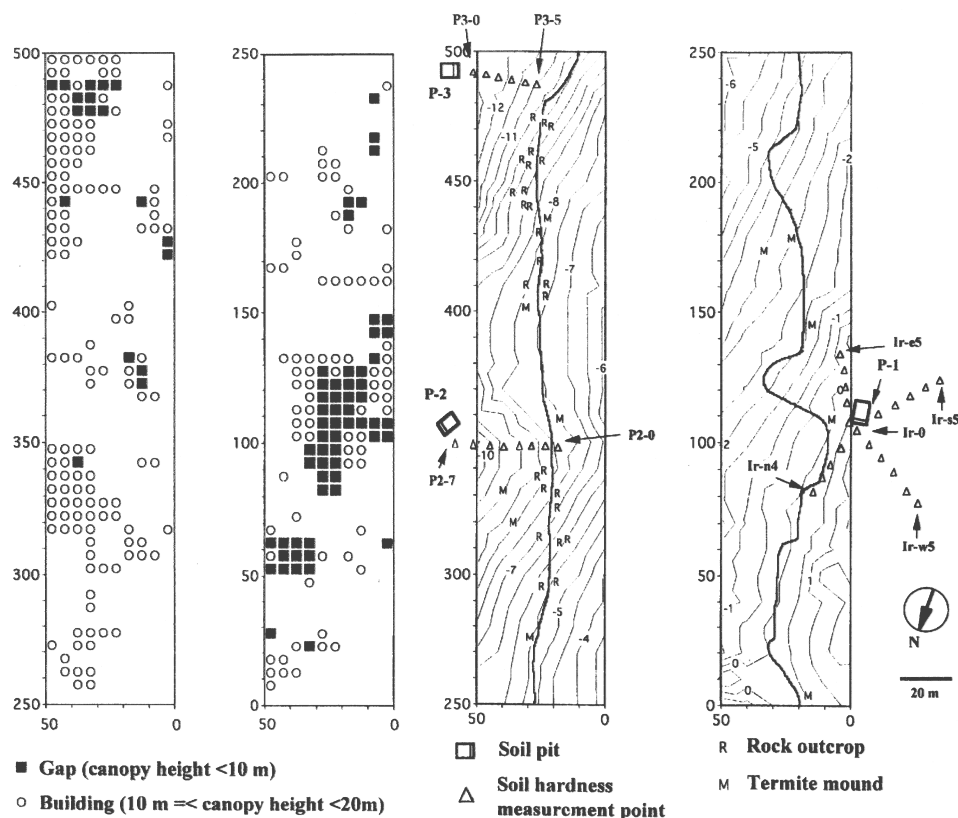 P3-0 P3-5
500 250 500 250
P-3
-12 -6
-11
-5 -2
450 200 450 200
-8
-7
400 150 400 150
-1
Ir-e5
P-1
-6
0
P-2
350 100 350 100
P2-0
Ir-s5
Ir-0
-10
2
P2-7
Ir-n4
Ir-w5
300 50 300 50
-7
1
-5
-1
-4
N
0
0
250 0 250 0
50 0 50 0 50 0 50 0
20 m
R R R R R R R R R R R R R R R R R R R R R R R R R R R
M M M M M M M M M M
■ Gap (canopy height <10 m)
○ Building (10 m =< canopy height <20m)
Soil pit
△ Soil hardness
measurement point
R Rock outcrop
M Termite mound